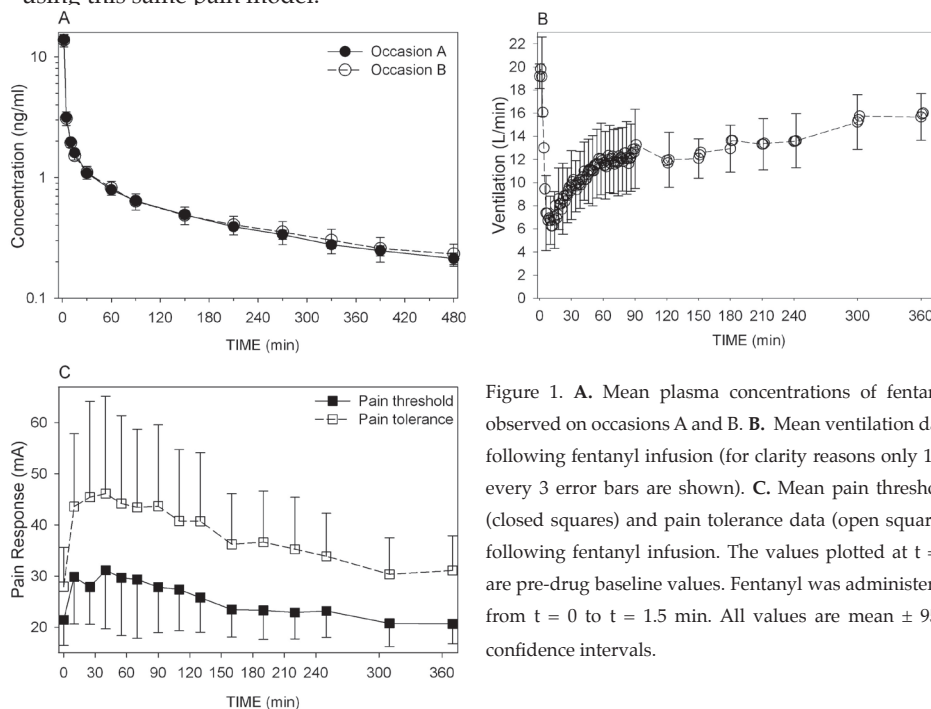 using this same pain model.
A
Concentration (ng/ml)
10
1
0.1
Occasion A
Occasion B
0 60 120 180 240 300 360 420 480
TIME (min)
B
Ventilation (L/min)
22
20
18
16
14
12
10
8
6
4
2
0
0 30 60 90 120 150 180 210 240 300 360
TIME (min)
C
Pain Response (mA)
60
50
40
30
20
Pain threshold
Pain tolerance
0 30 60 90 120 150 180 210 240 300 360
TIME (min)
Figure 1. A. Mean plasma concentrations of
observed on occasions A and B. B. Mean ventilation
following fentanyl infusion (for clarity reasons only
every 3 error bars are shown). C. Mean pain
(closed squares) and pain tolerance data (open
following fentanyl infusion. The values plotted at t =
are pre-drug baseline values. Fentanyl was
from t = 0 to t = 1.5 min. All values are mean ±
confidence intervals.